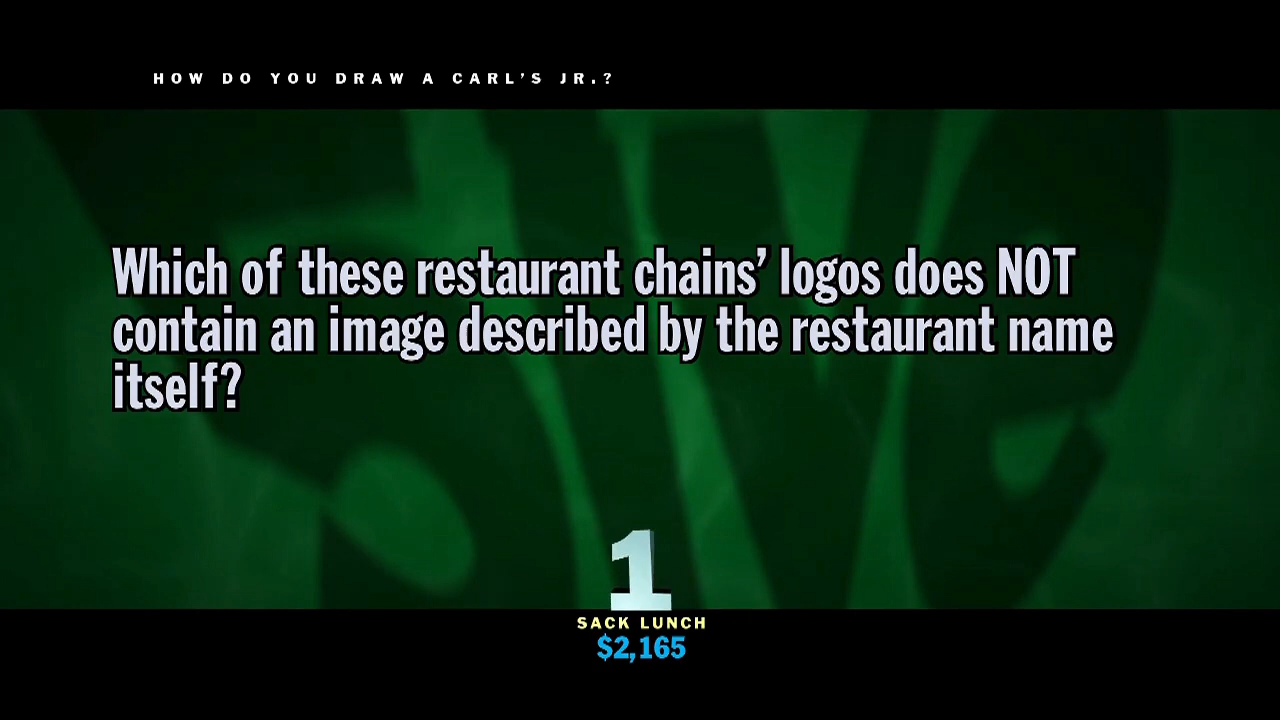 HOW DO YOU DRAW A CARL'S JR.?
Which of these restaurant chains' logos does NOT
contain an image described by the restaurant name
itself?
1
SACK LUNCH
$2,165